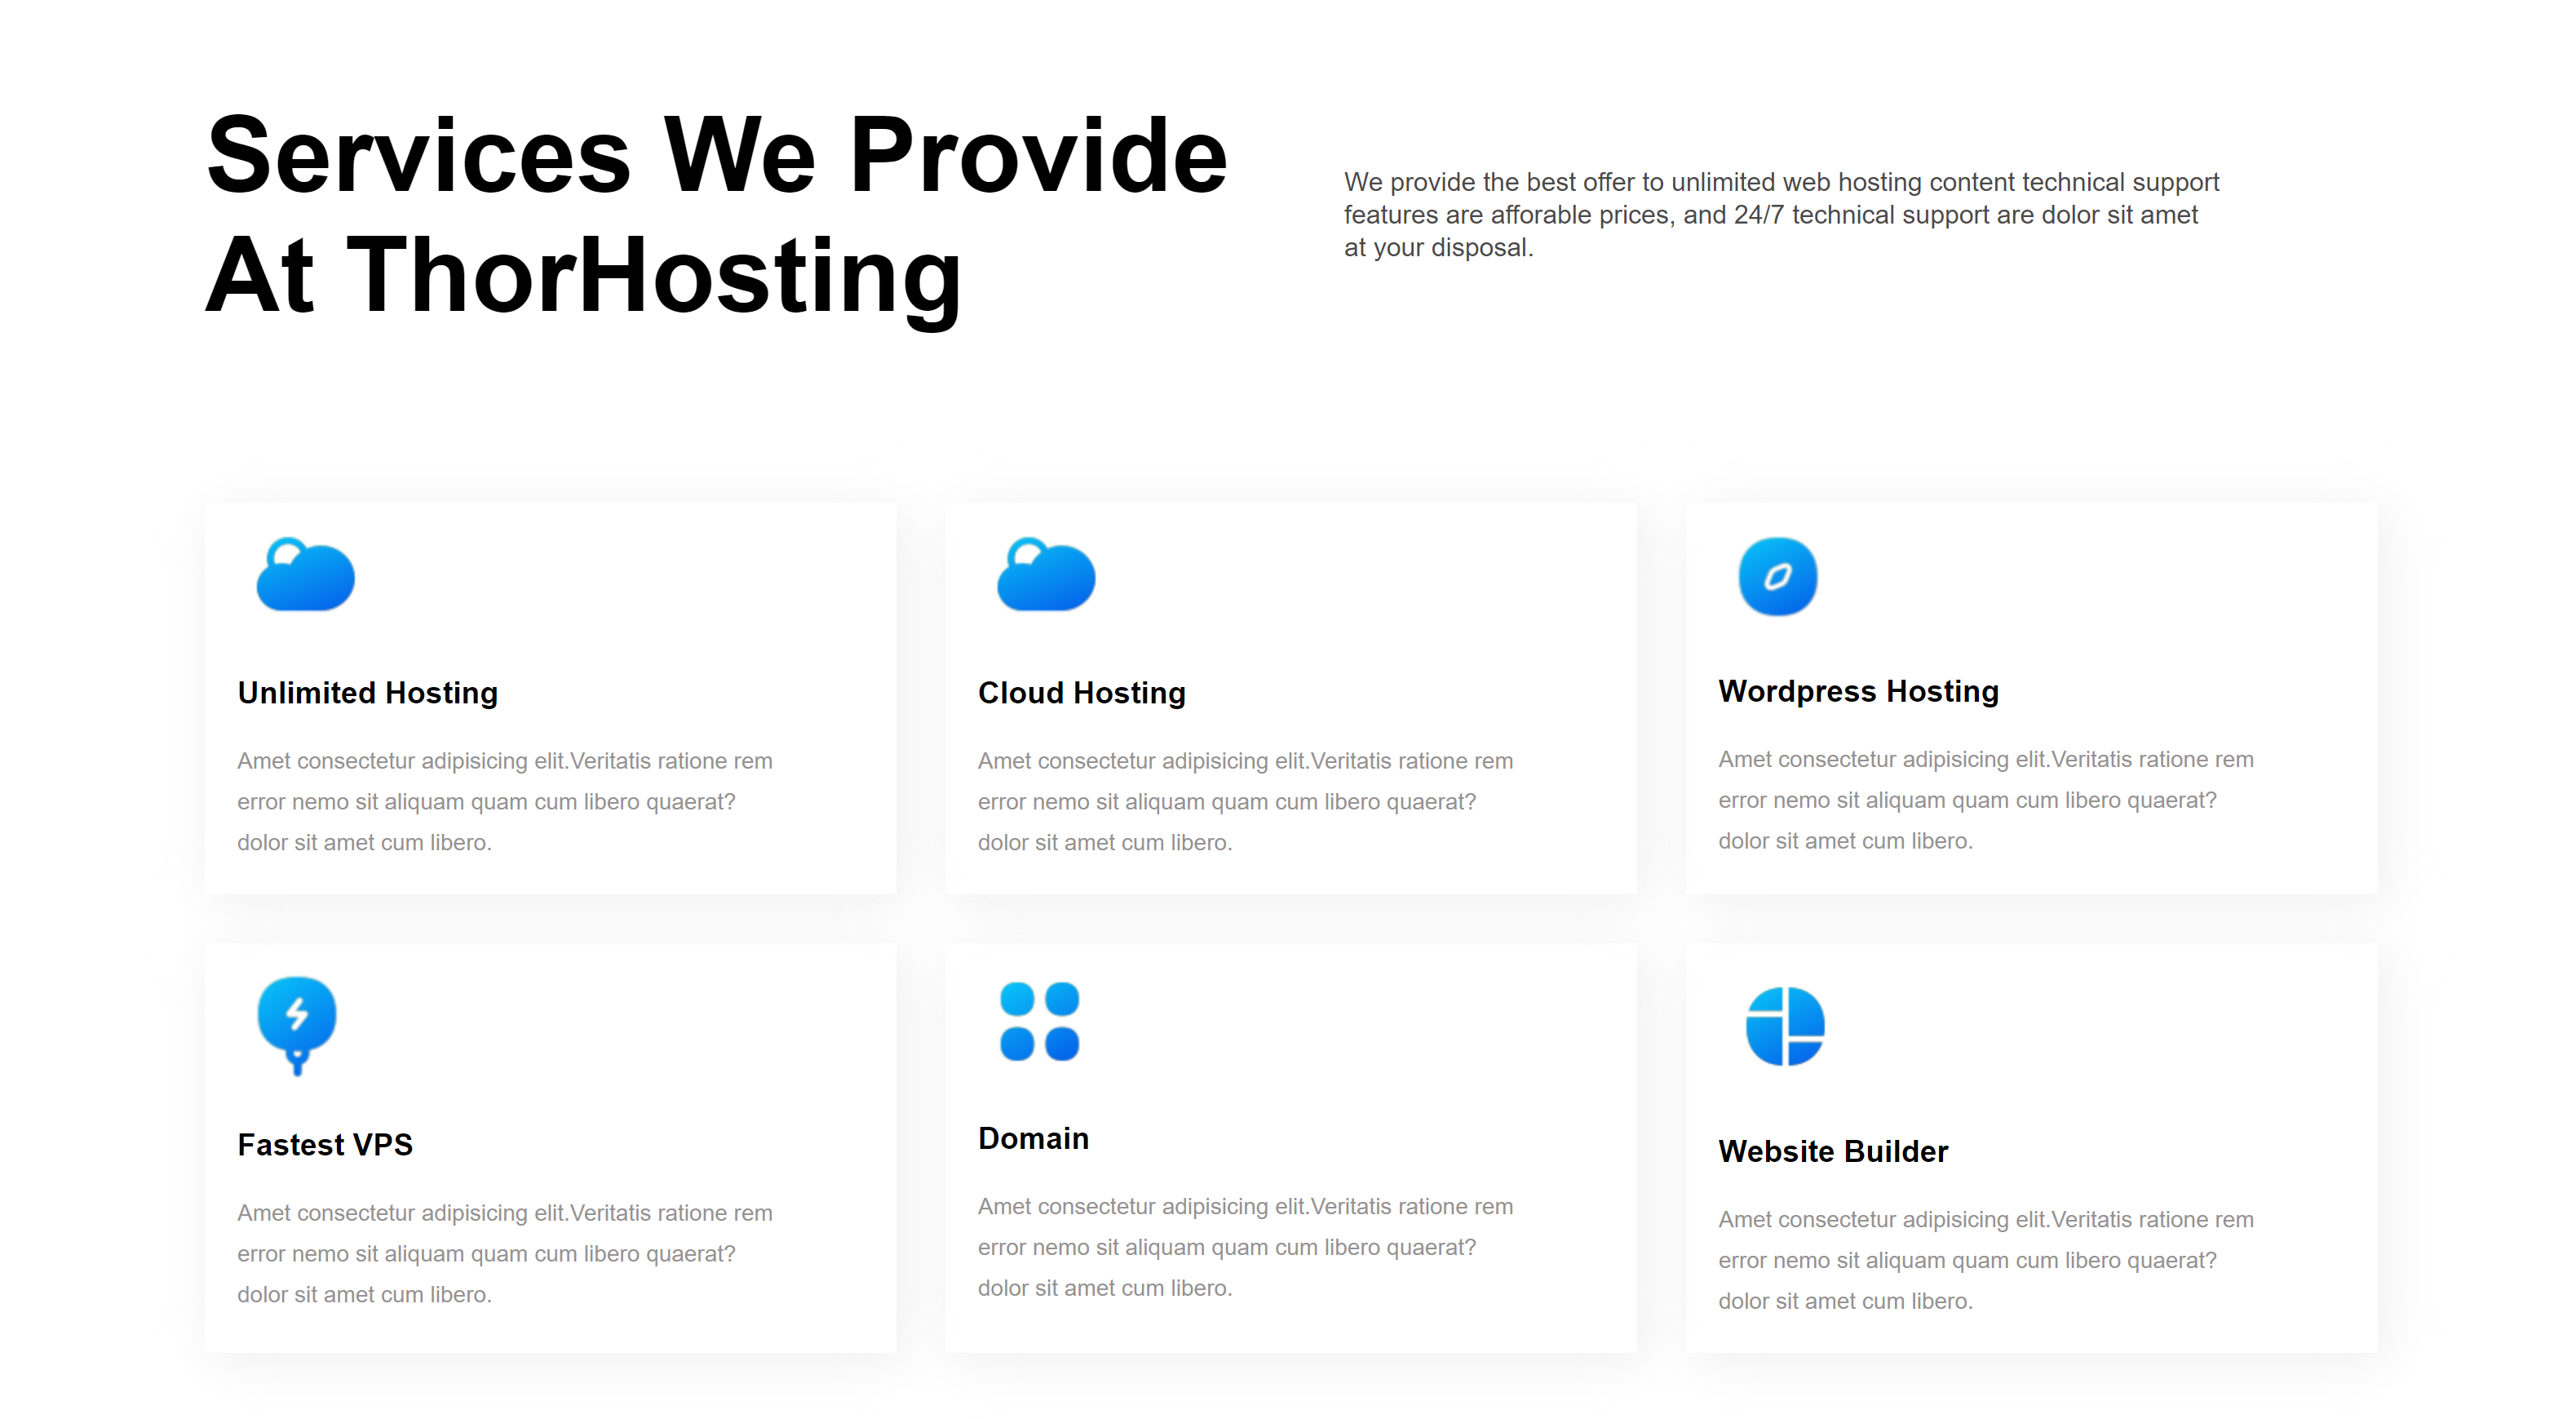 Services We Provide
At ThorHosting
We provide the best offer to unlimited web hosting content technical support
features are afforable prices, and 24/7 technical support are dolor sit amet
at your disposal.
Unlimited Hosting
Amet consectetur adipisicing elit.Veritatis ratione rem
error nemo sit aliquam quam cum libero quaerat?
dolor sit amet cum libero.
Cloud Hosting
Amet consectetur adipisicing elit.Veritatis ratione rem
error nemo sit aliquam quam cum libero quaerat?
dolor sit amet cum libero.
Wordpress Hosting
Amet consectetur adipisicing elit.Veritatis ratione rem
error nemo sit aliquam quam cum libero quaerat?
dolor sit amet cum libero.
Fastest VPS
Amet consectetur adipisicing elit.Veritatis ratione rem
error nemo sit aliquam quam cum libero quaerat?
dolor sit amet cum libero.
Domain
Amet consectetur adipisicing elit.Veritatis ratione rem
error nemo sit aliquam quam cum libero quaerat?
dolor sit amet cum libero.
Website Builder
Amet consectetur adipisicing elit.Veritatis ratione rem
error nemo sit aliquam quam cum libero quaerat?
dolor sit amet cum libero.